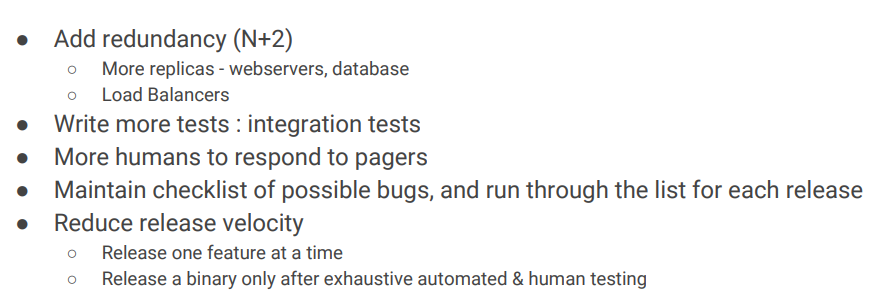 ● Add redundancy (N+2)
○ More replicas - webservers, database
○ Load Balancers
● Write more tests : integration tests
● More humans to respond to pagers
● Maintain checklist of possible bugs, and run through the list for each release
● Reduce release velocity
○ Release one feature at a time
○ Release a binary only after exhaustive automated & human testing